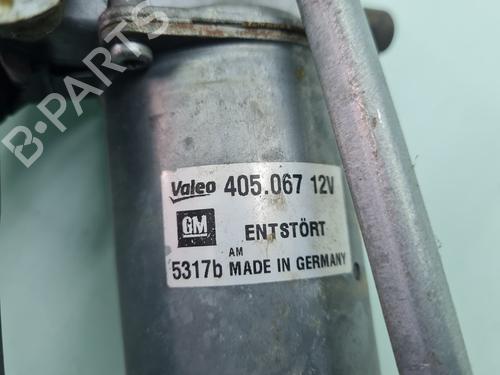 B-PARTS
Valeo 405.067 12V
GM ENTSTÖRT
AM
5317b MADE IN GERMANY